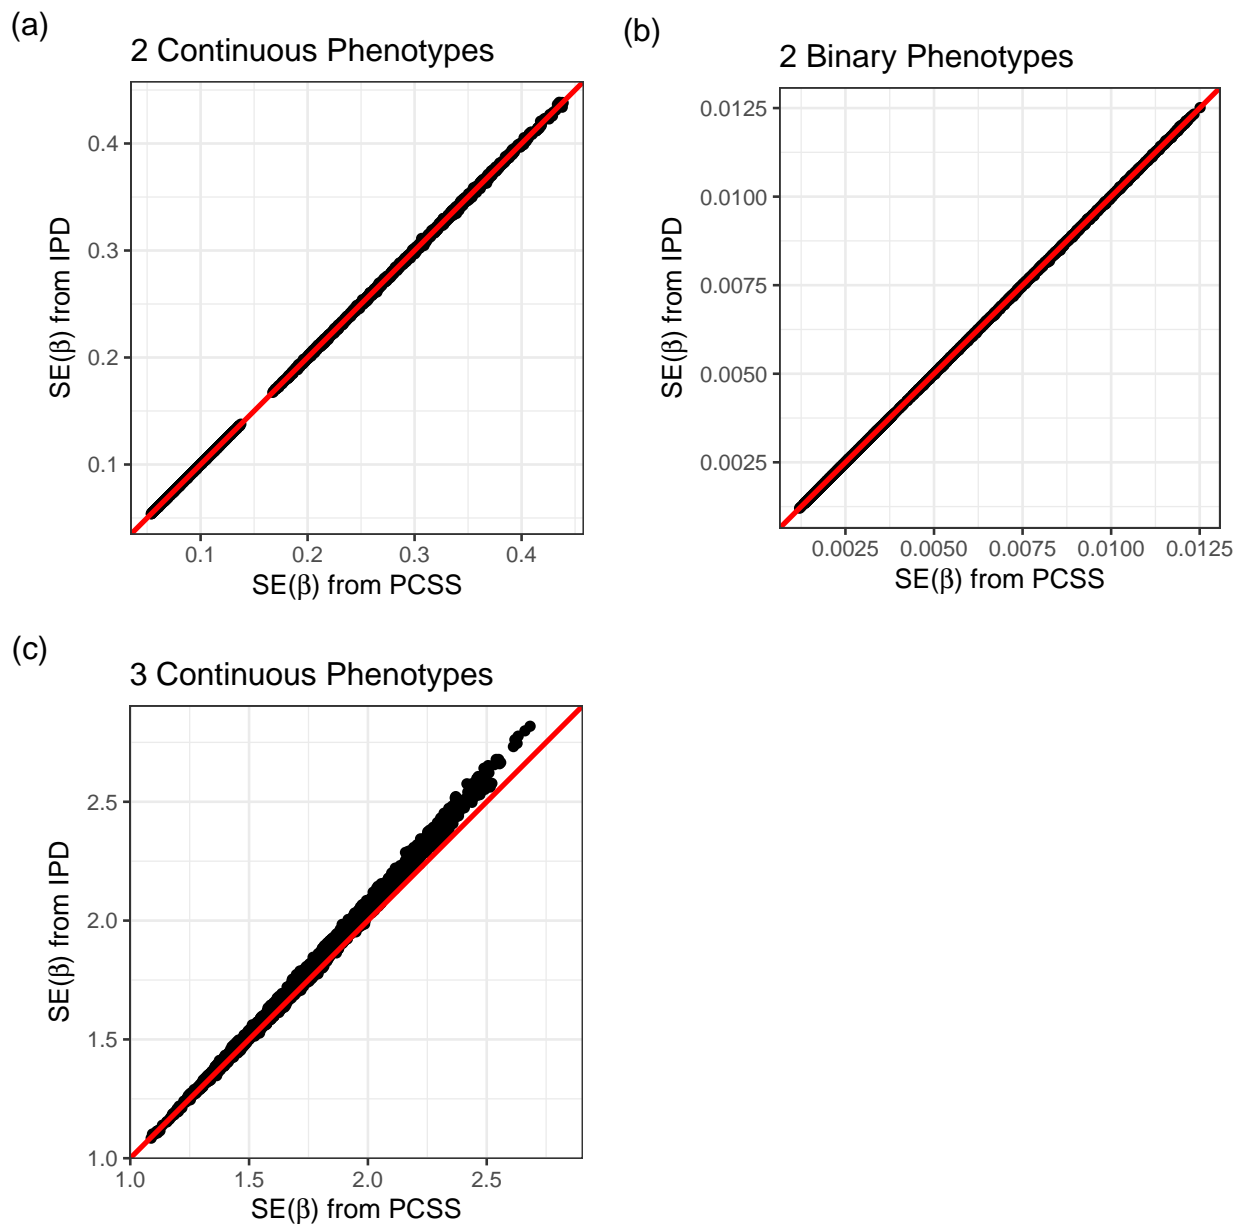 (a)
2 Continuous Phenotypes
0.4
0.3
0.2
0.1
SE(β) from IPD
0.1 0.2 0.3 0.4
SE(β) from PCSS
(b)
2 Binary Phenotypes
0.0125
0.0100
0.0075
0.0050
0.0025
SE(β) from IPD
0.0025 0.0050 0.0075 0.0100 0.0125
SE(β) from PCSS
(c)
3 Continuous Phenotypes
2.5
2.0
1.5
1.0
SE(β) from IPD
1.0 1.5 2.0 2.5
SE(β) from PCSS